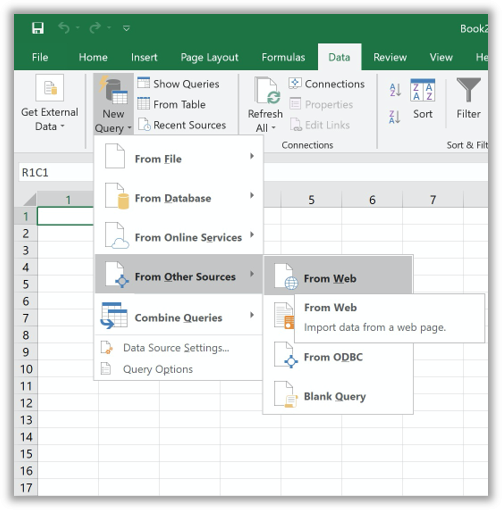 Book2
File Home Insert Page Layout Formulas Data Review View He
Get External Data
New Query
Show Queries
From Table
Recent Sources
Refresh All
Connections
Properties
Edit Links
Connections
Sort
Filter
Sort & Filt
From File
From Database
From Online Services
From Other Sources
Combine Queries
Data Source Settings...
Query Options
From Web
From Web
Import data from a web page.
From ODBC
Blank Query
R1C1
1 5 6 7
1
2
3
4
5
6
7
8
9
10
11
12
13
14
15
16
17